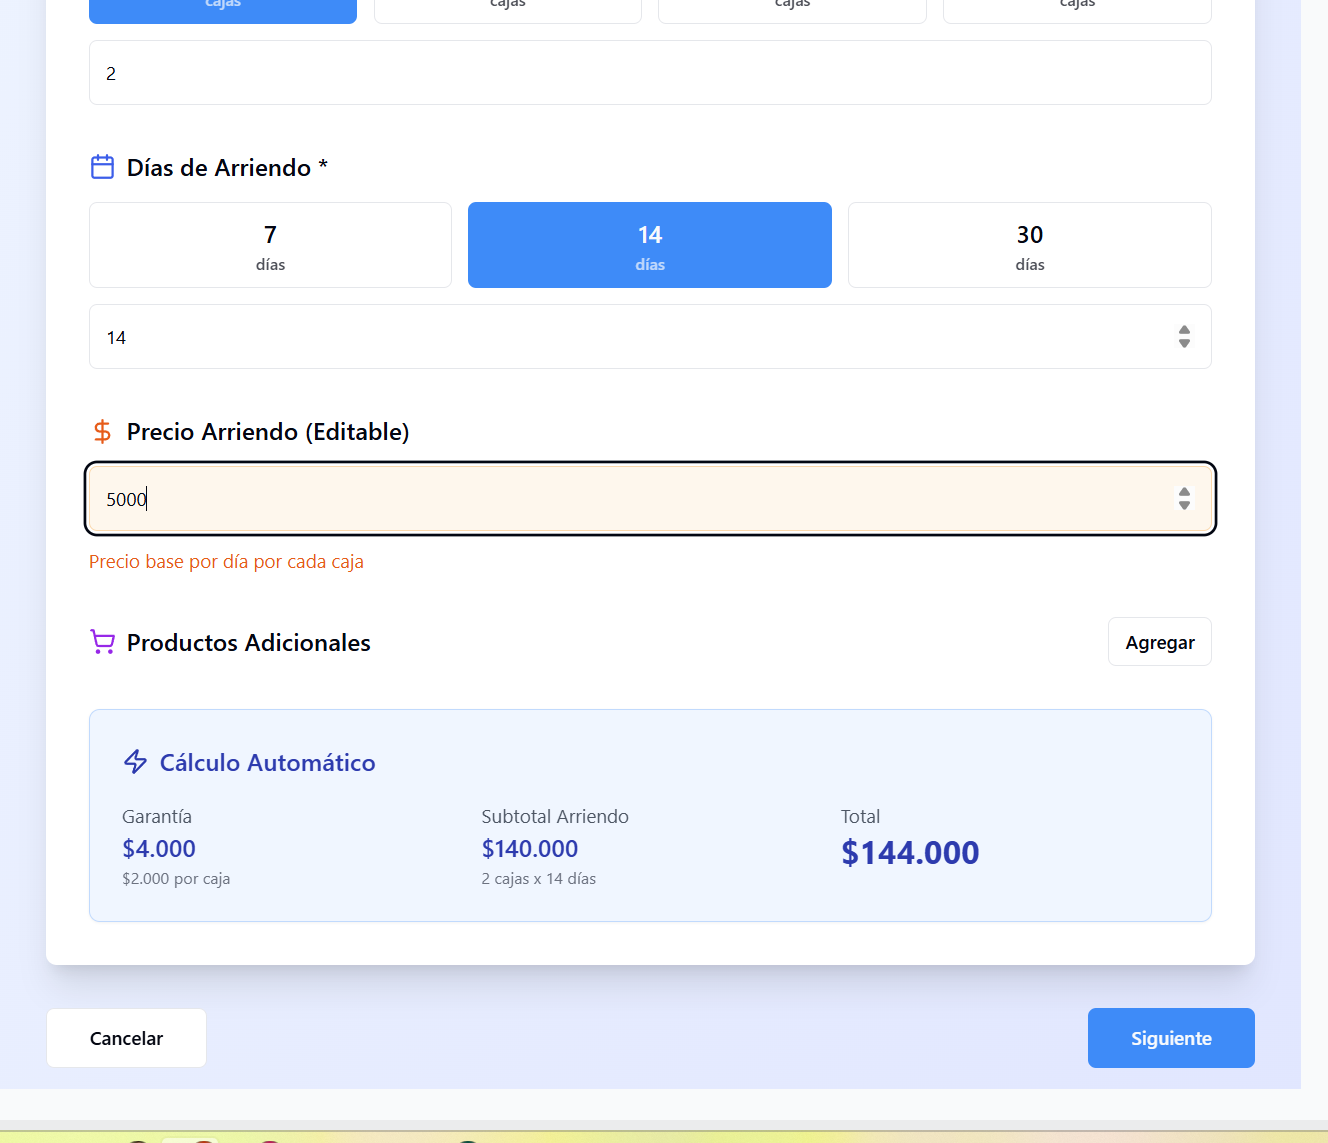 cajas cajas cajas cajas
2
Días de Arriendo *
7 14 30
días días días
14
Precio Arriendo (Editable)
5000
Precio base por día por cada caja
Productos Adicionales Agregar
Cálculo Automático
Garantía Subtotal Arriendo Total
$4.000 $140.000 $144.000
$2.000 por caja 2 cajas x 14 días
Cancelar Siguiente